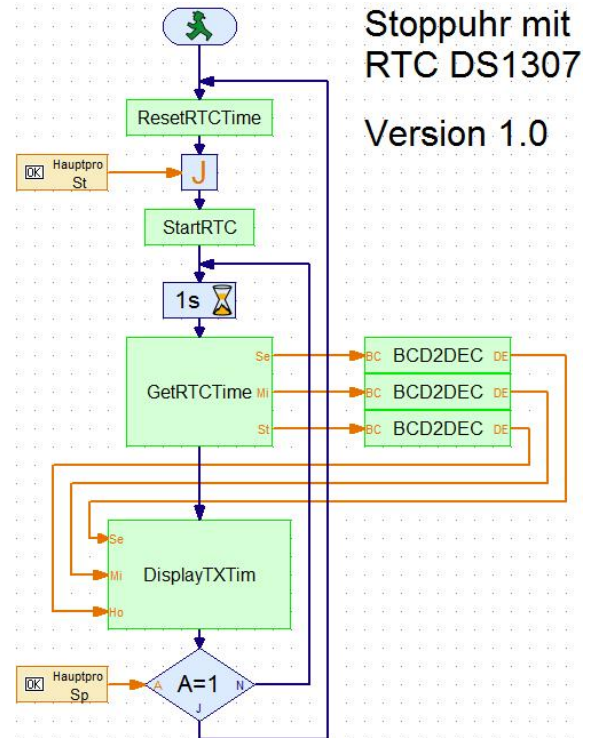 Stoppuhr mit
RTC DS1307
Version 1.0
ResetRTCTime
OK Hauptpro
St
J
StartRTC
1s
GetRTCTime
Se
Mi
St
BC BCD2DEC DE
BC BCD2DEC DE
BC BCD2DEC DE
DisplayTXTim
Se
Mi
Ho
OK Hauptpro
Sp
A A=1 N
J